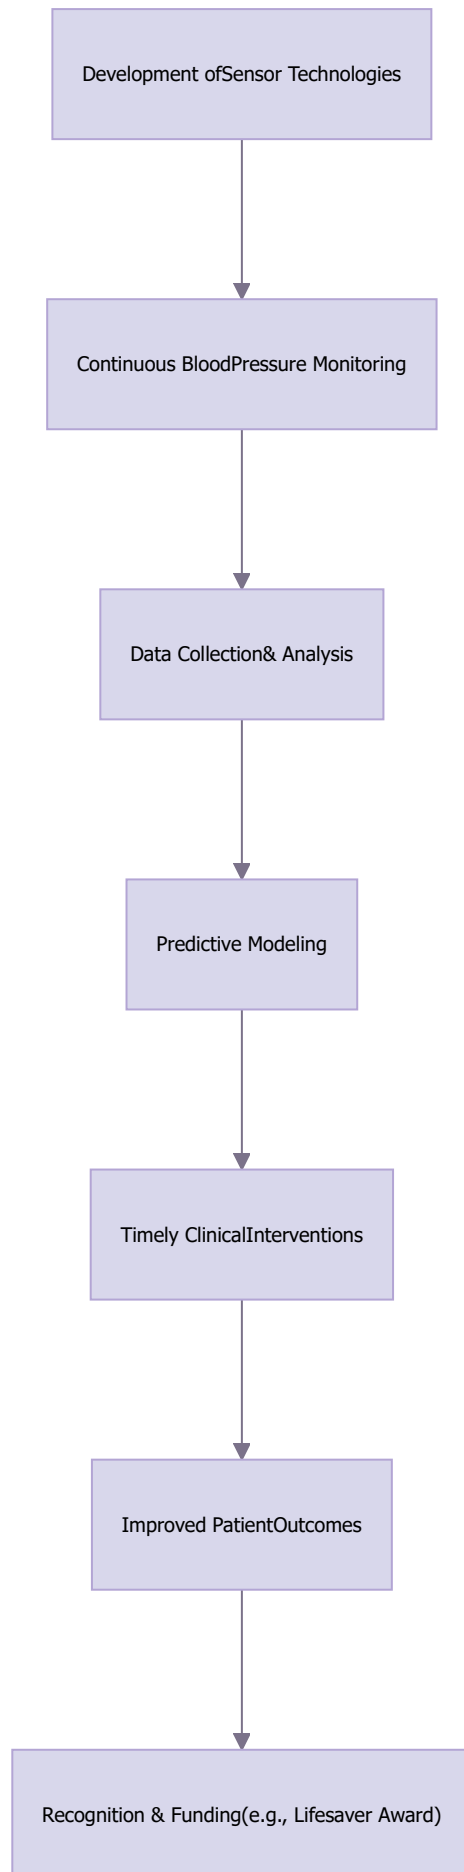 Development ofSensor Technologies
Continuous BloodPressure Monitoring
Data Collection& Analysis
Predictive Modeling
Timely ClinicalInterventions
Improved PatientOutcomes
Recognition & Funding(e.g., Lifesaver Award)